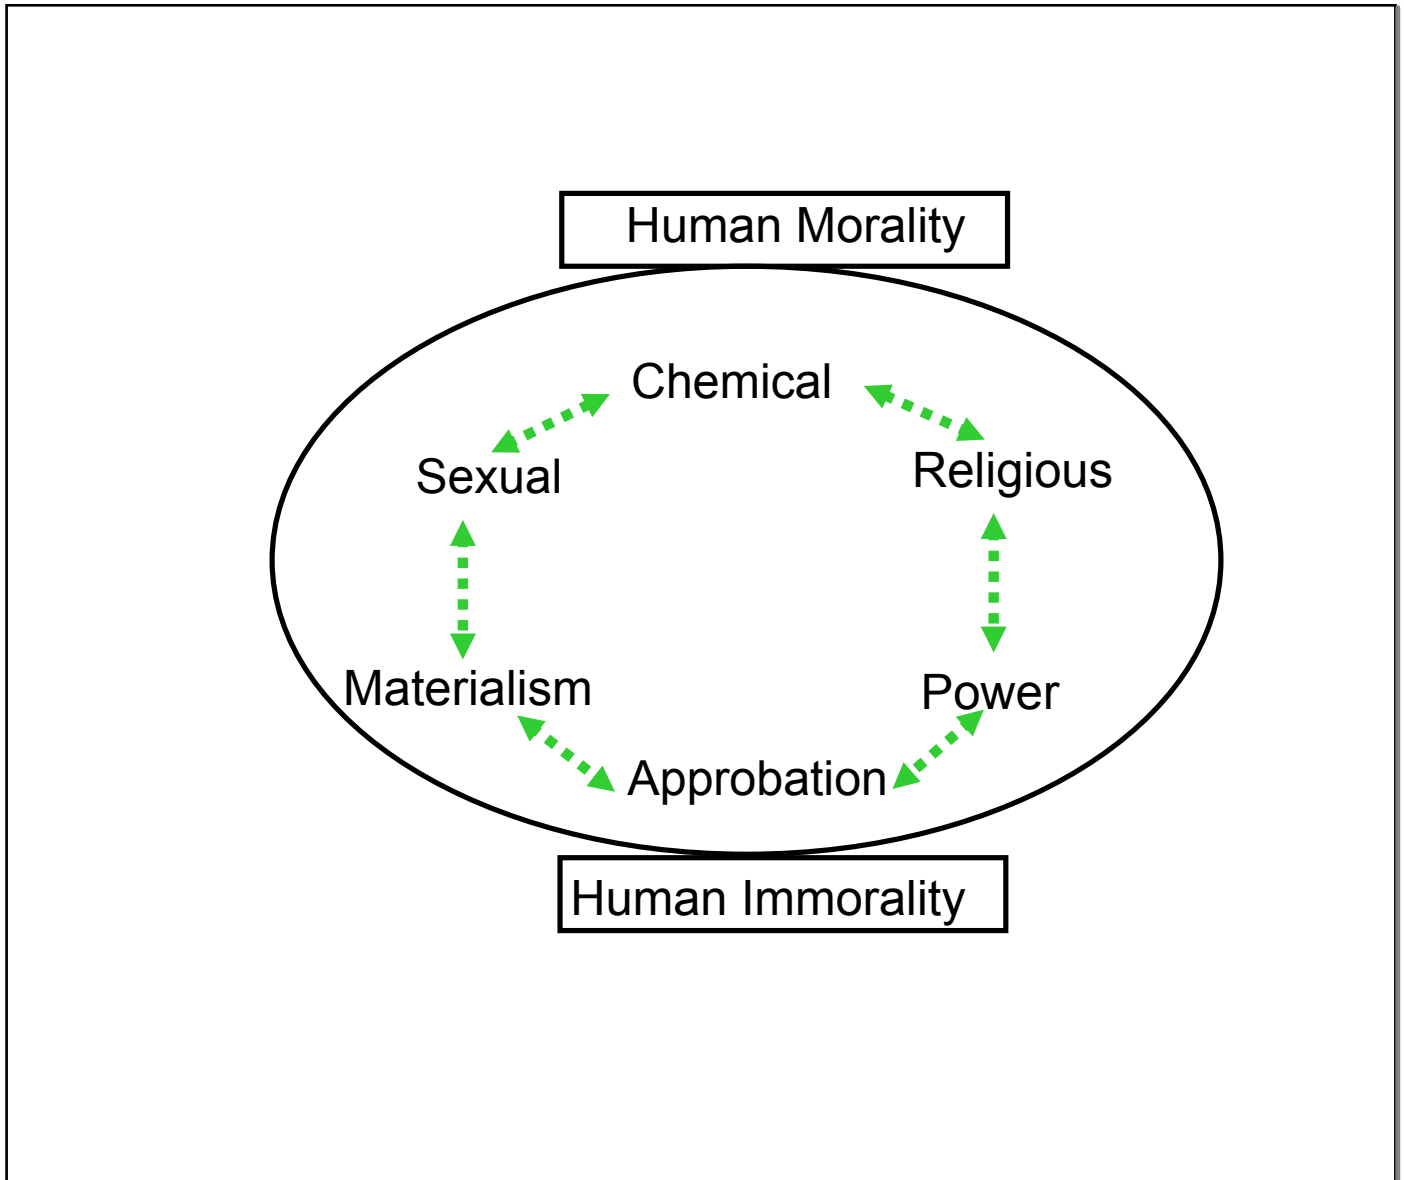 Human Morality
Chemical
Sexual
Religious
Materialism
Power
Approbation
Human Immorality